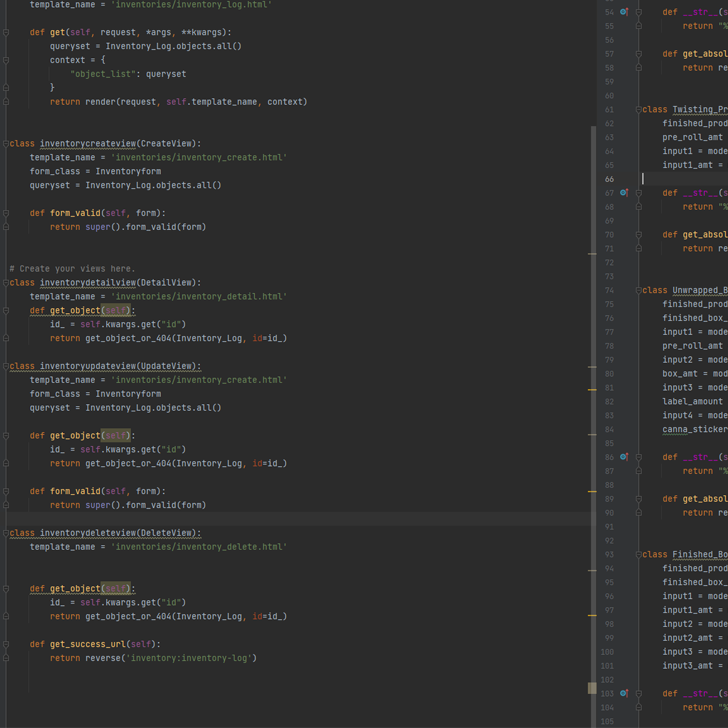 template_name = 'inventories/inventory_log.html'
def get(self, request, *args, **kwargs):
queryset = Inventory_Log.objects.all()
context = {
"object_list": queryset
}
return render(request, self.template_name, context)
class inventorycreateview(CreateView):
template_name = 'inventories/inventory_create.html'
form_class = Inventoryform
queryset = Inventory_Log.objects.all()
def form_valid(self, form):
return super().form_valid(form)
# Create your views here.
class inventorydetailview(DetailView):
template_name = 'inventories/inventory_detail.html'
def get_object(self):
id_ = self.kwargs.get("id")
return get_object_or_404(Inventory_Log, id=id_)
class inventoryupdateview(UpdateView):
template_name = 'inventories/inventory_create.html'
form_class = Inventoryform
queryset = Inventory_Log.objects.all()
def get_object(self):
id_ = self.kwargs.get("id")
return get_object_or_404(Inventory_Log, id=id_)
def form_valid(self, form):
return super().form_valid(form)
class inventorydeleteview(DeleteView):
template_name = 'inventories/inventory_delete.html'
def get_object(self):
id_ = self.kwargs.get("id")
return get_object_or_404(Inventory_Log, id=id_)
def get_success_url(self):
return reverse('inventory:inventory-log')
54 def __str__(s
55 return "%
56
57 def get_absol
58 return re
59
60
61 class Twisting_Pr
62 finished_prod
63 pre_roll_amt
64 input1 = mode
65 input1_amt =
66
67 def __str__(s
68 return "%
69
70 def get_absol
71 return re
72
73
74 class Unwrapped_B
75 finished_prod
76 finished_box_
77 input1 = mode
78 pre_roll_amt
79 input2 = mode
80 box_amt = mod
81 input3 = mode
82 label_amount
83 input4 = mode
84 canna_sticker
85
86 def __str__(s
87 return "%
88
89 def get_absol
90 return re
91
92
93 class Finished_Bo
94 finished_prod
95 finished_box_
96 input1 = mode
97 input1_amt =
98 input2 = mode
99 input2_amt =
100 input3 = mode
101 input3_amt =
102
103 def __str__(s
104 return "%
105